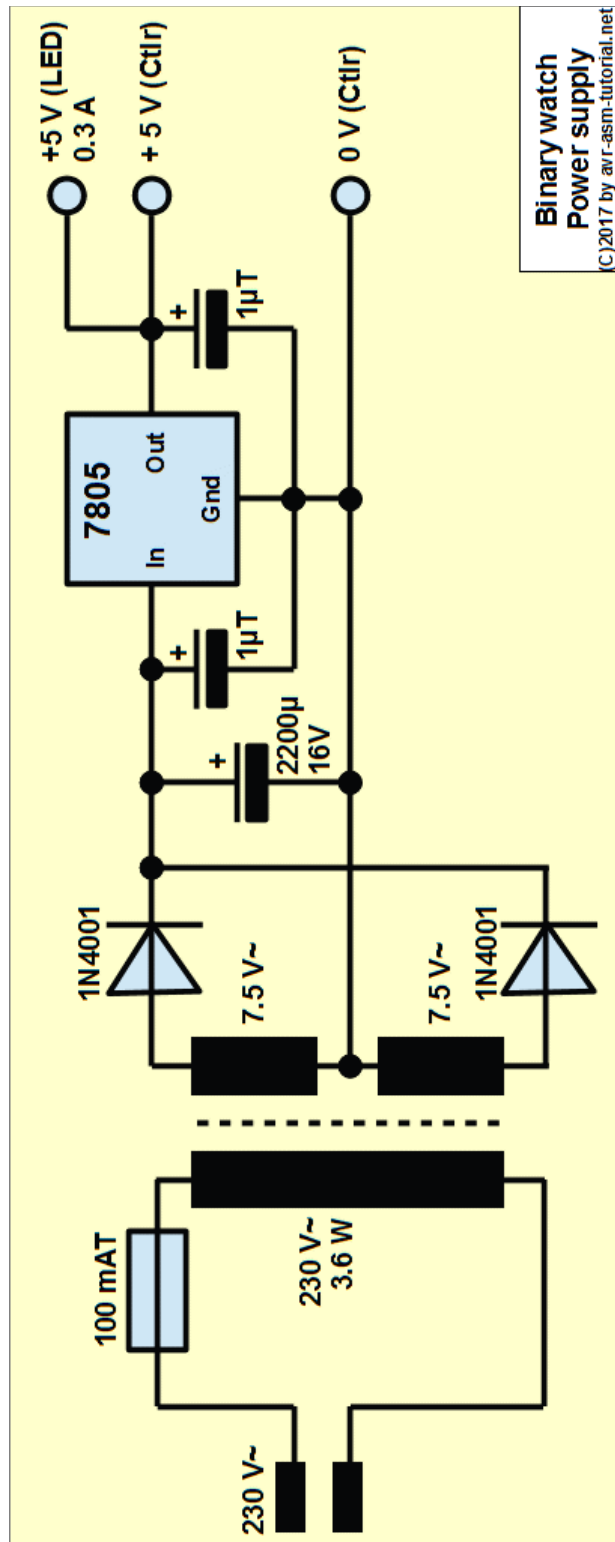 230 V~
100 mAT
230 V~
3.6 W
1N4001
7.5 V~
7.5 V~
1N4001
+
2200µ
16V
+
1µT
7805
In
Out
Gnd
+
1µT
+5 V (LED)
0.3 A
+ 5 V (Ctlr)
0 V (Ctlr)
Binary watch
Power supply
(C)2017 by avr-asm-tutorial.net